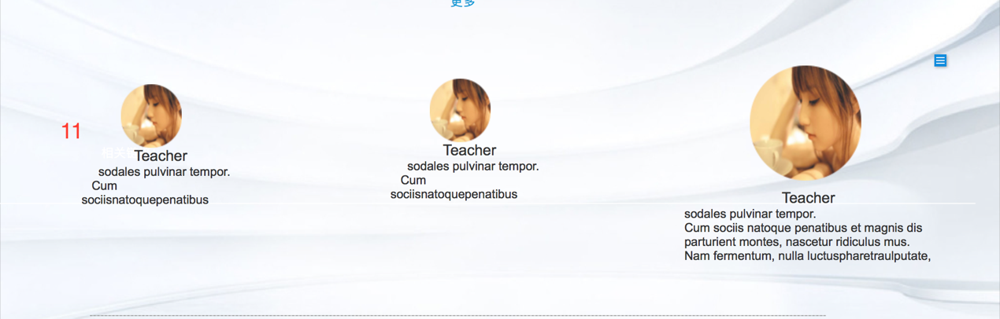 更多
11
Teacher
sodales pulvinar tempor.
Cum
sociisnatoquepenatibus
Teacher
sodales pulvinar tempor.
Cum
sociisnatoquepenatibus
Teacher
sodales pulvinar tempor.
Cum sociis natoque penatibus et magnis dis
parturient montes, nascetur ridiculus mus.
Nam fermentum, nulla luctuspharetraulputate,